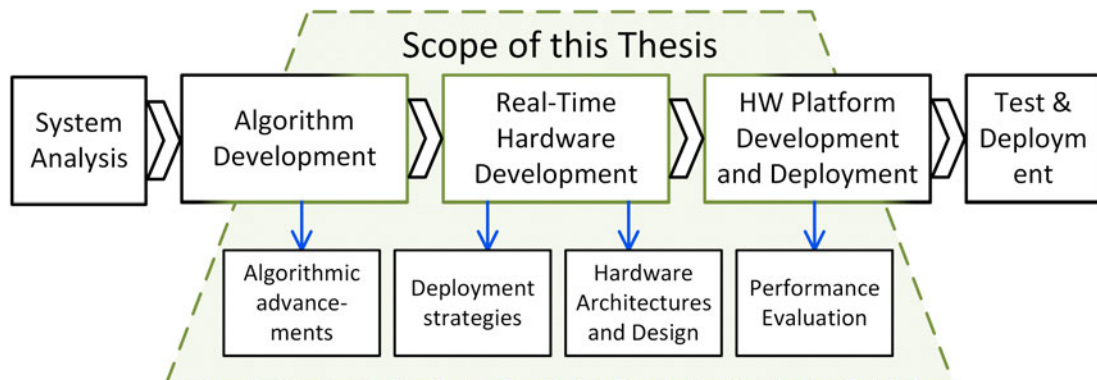 Scope of this Thesis
System
Analysis
Algorithm
Development
Real-Time
Hardware
Development
HW Platform
Development
and Deployment
Test &
Deploym
ent
Algorithmic
advance-
ments
Deployment
strategies
Hardware
Architectures
and Design
Performance
Evaluation